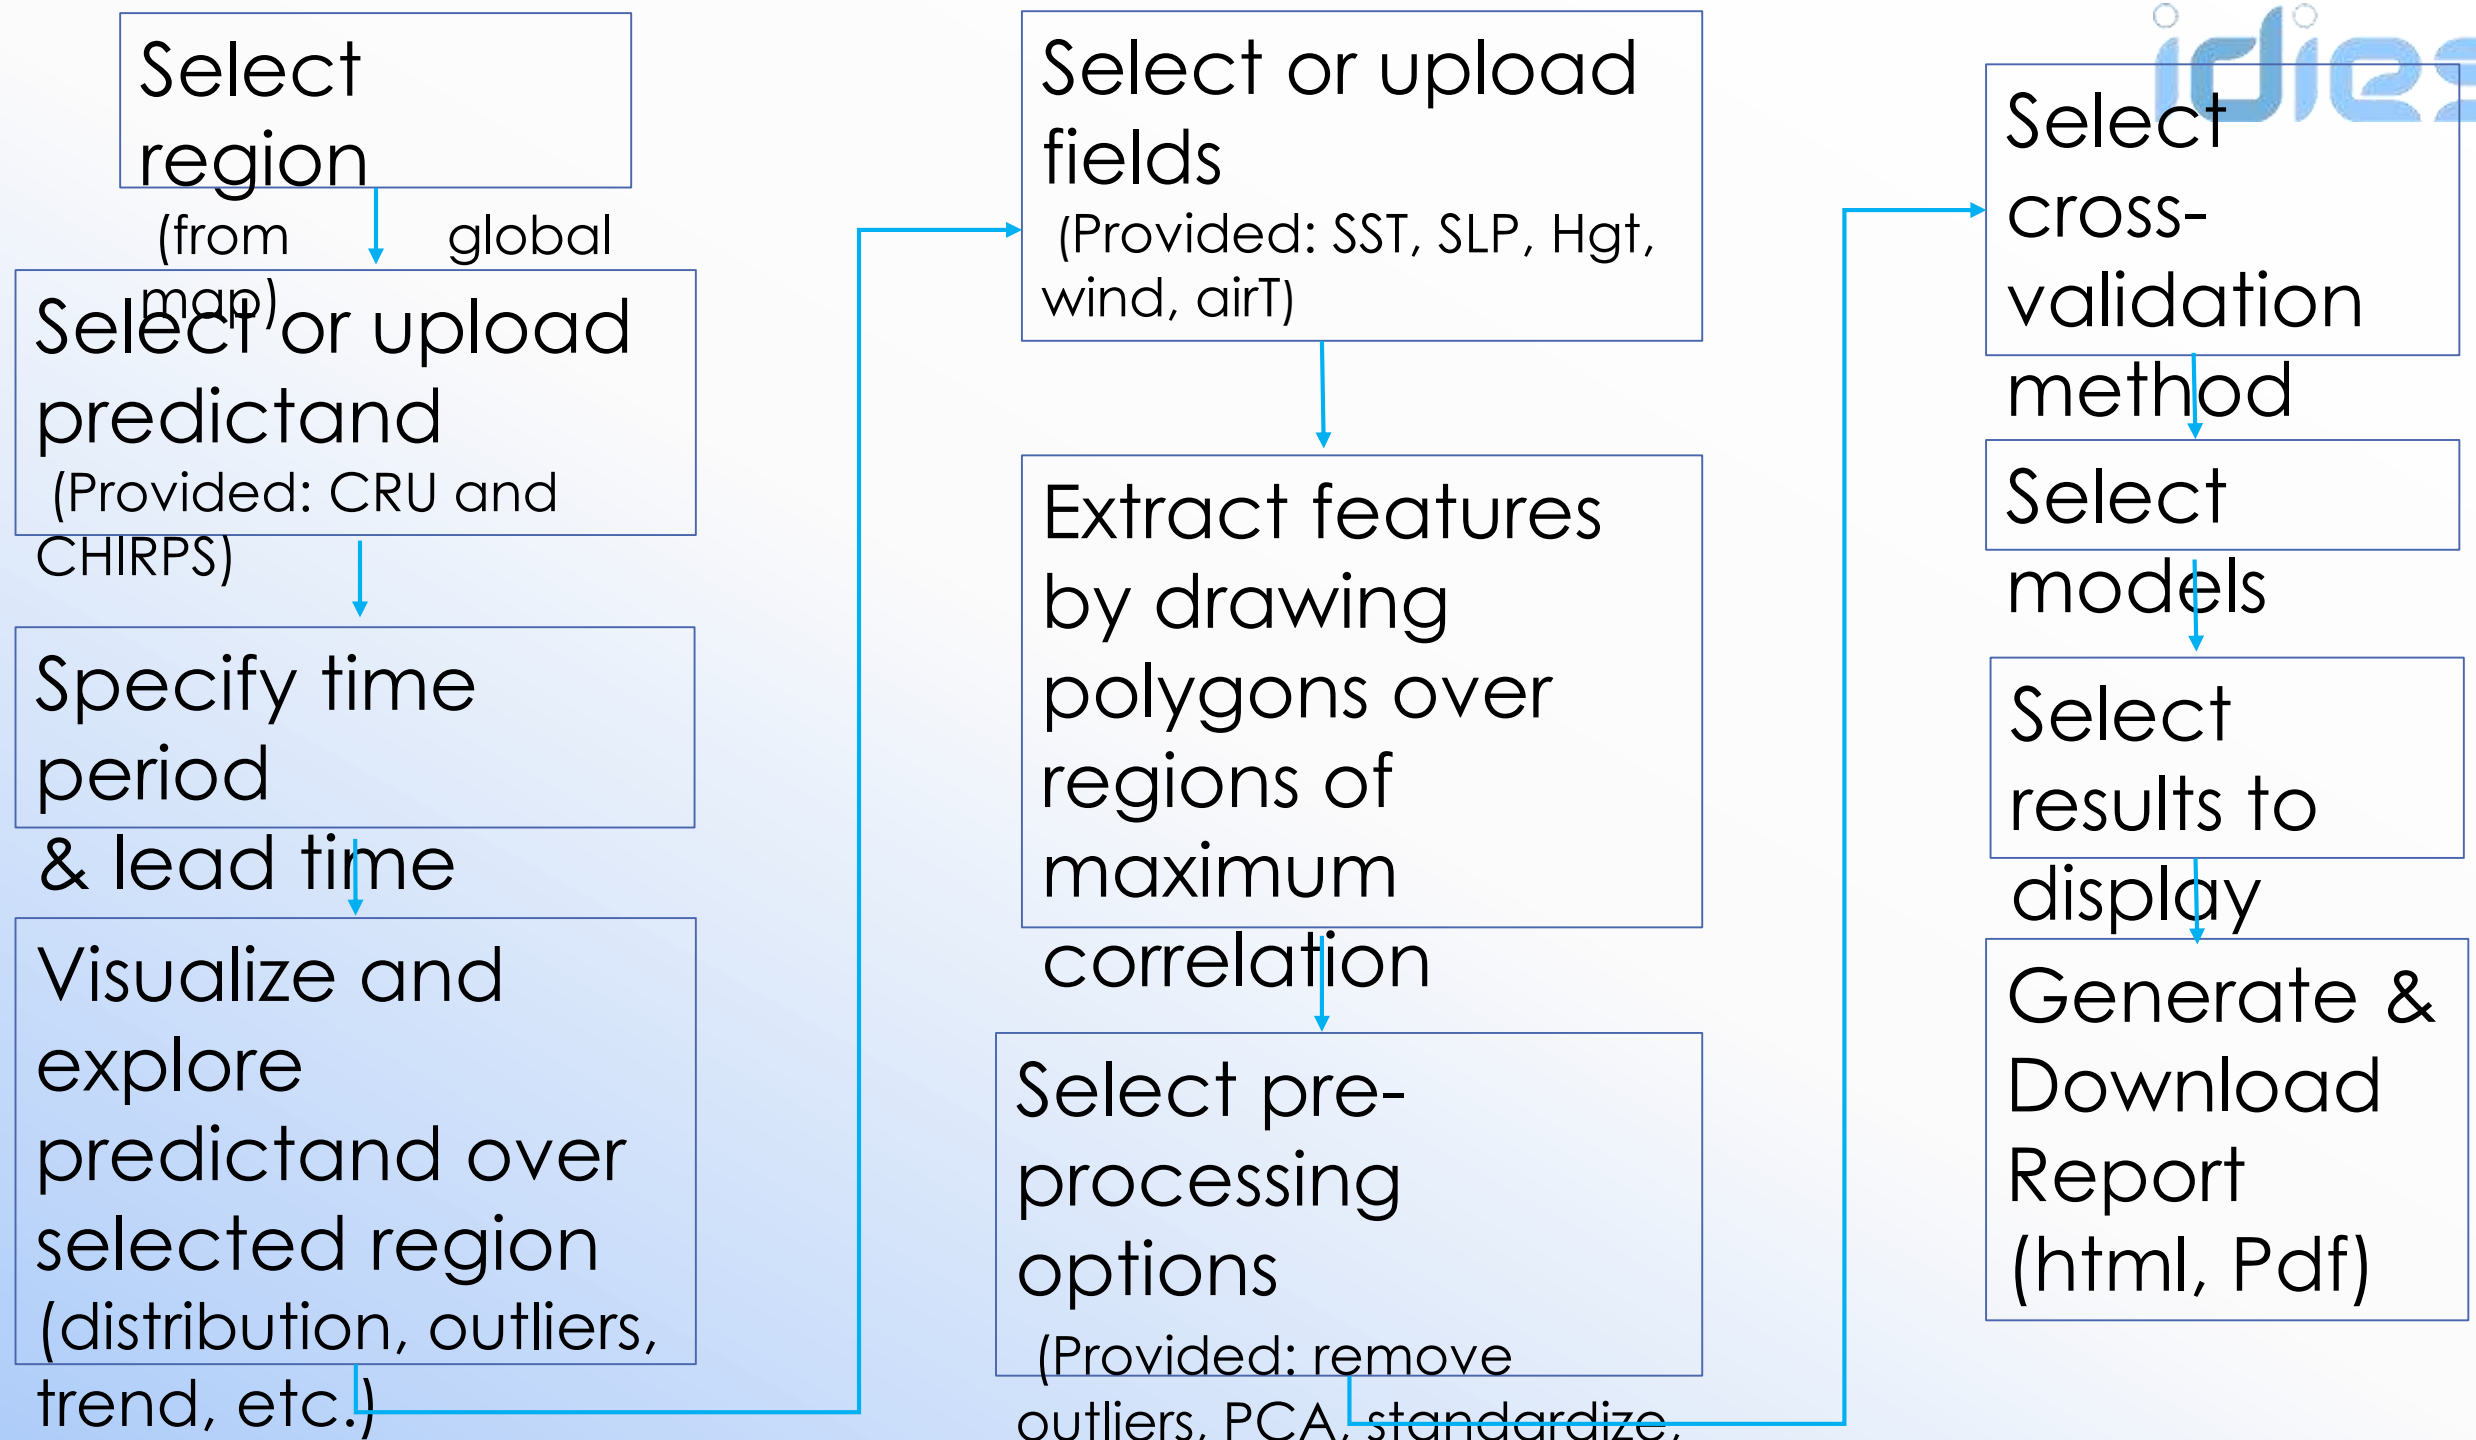 Select
region
(from global
map)
Select or upload
predictand
(Provided: CRU and
CHIRPS)
Specify time
period
& lead time
Visualize and
explore
predictand over
selected region
(distribution, outliers,
trend, etc.)
Select or upload
fields
(Provided: SST, SLP, Hgt,
wind, airT)
Extract features
by drawing
polygons over
regions of
maximum
correlation
Select pre-
processing
options
(Provided: remove
outliers, PCA, standardize,
idies
Select
cross-
validation
method
Select
models
Select
results to
display
Generate &
Download
Report
(html, Pdf)